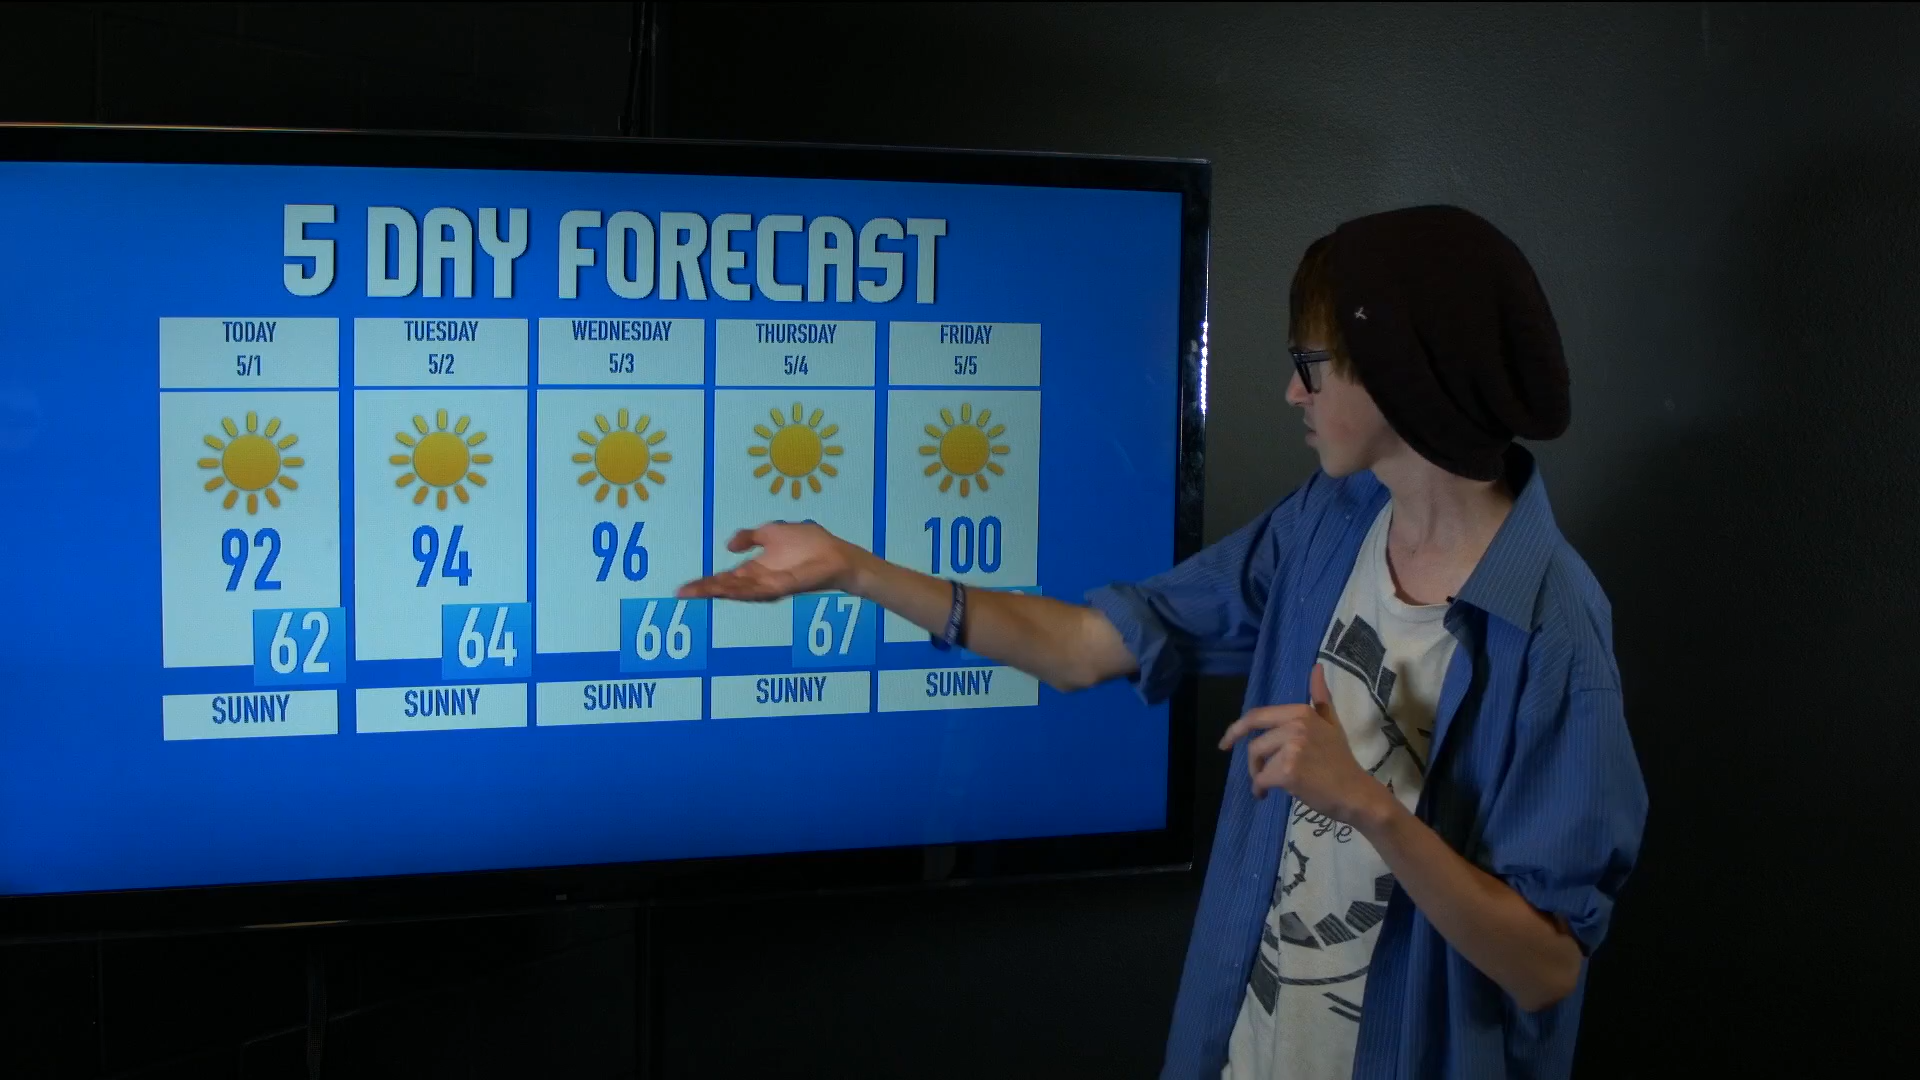 5 DAY FORECAST
TODAY
5/1
92
62
SUNNY
TUESDAY
5/2
94
64
SUNNY
WEDNESDAY
5/3
96
66
SUNNY
THURSDAY
5/4
67
SUNNY
FRIDAY
5/5
100
SUNNY